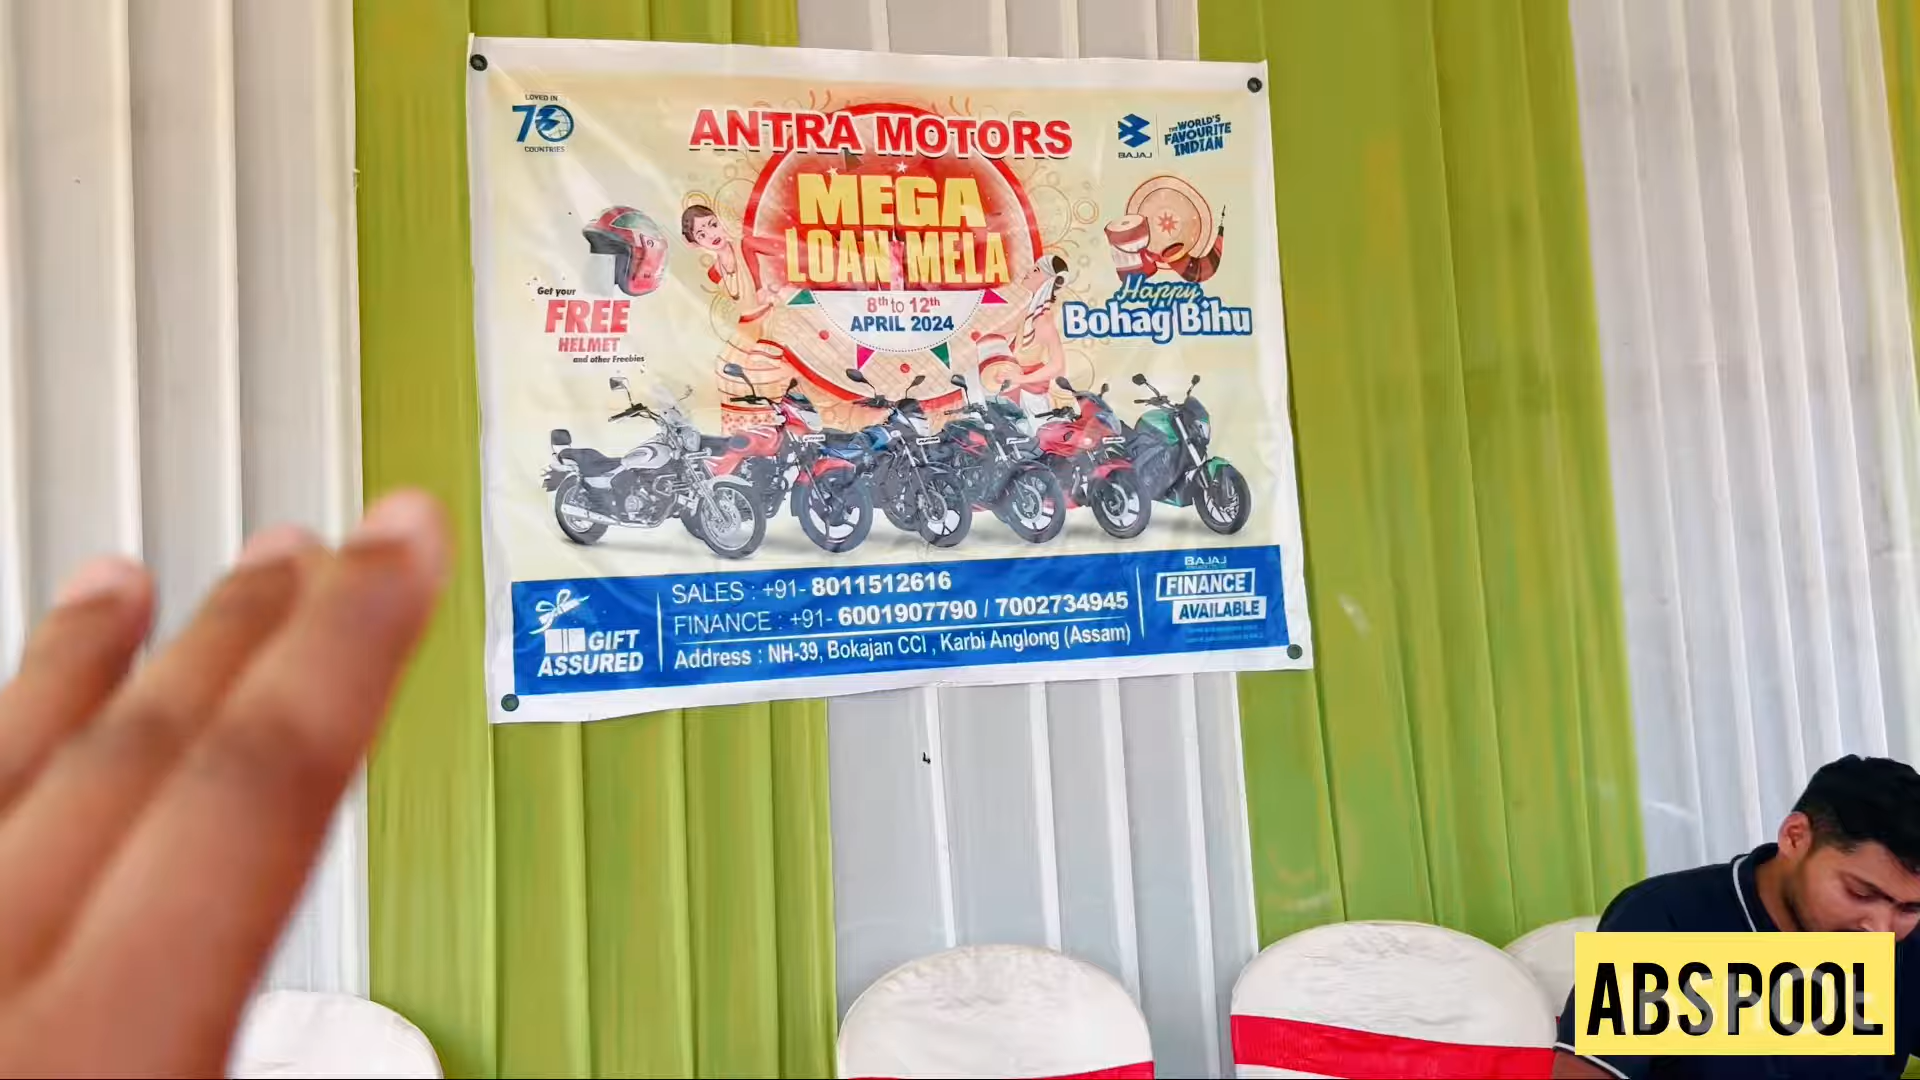 LOVED IN
70
COUNTRIES
ANTRA MOTORS
BAJAJ
THE WORLD'S
FAVOURITE
INDIAN
MEGA
LOAN MELA
8th to 12th
APRIL 2024
Get your
FREE
HELMET
and other Freebies
Happy
Bohag Bihu
GIFT
ASSURED
SALES : +91- 8011512616
FINANCE : +91- 6001907790 / 7002734945
Address : NH-39, Bokajan CCI , Karbi Anglong (Assam)
BAJAJ
FINANCE
AVAILABLE
ABS POOL